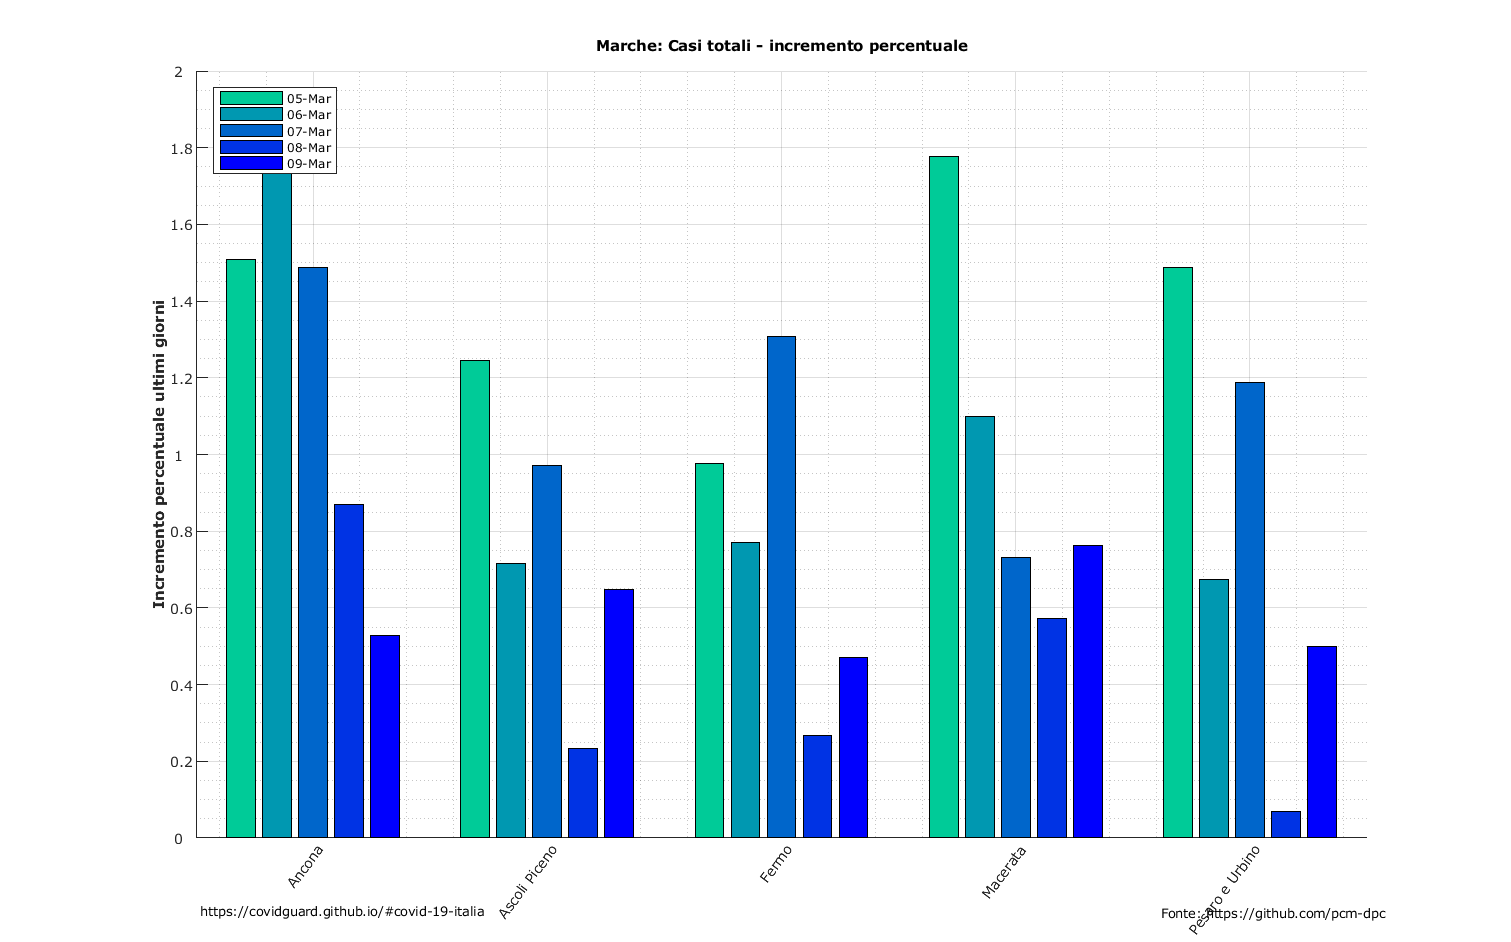 Marche: Casi totali - incremento percentuale
Incremento percentuale ultimi giorni
2
1.8
1.6
1.4
1.2
1
0.8
0.6
0.4
0.2
0
05-Mar
06-Mar
07-Mar
08-Mar
09-Mar
Ancona
Ascoli Piceno
Fermo
Macerata
Pesaro e Urbino
https://covidguard.github.io/#covid-19-italia
Fonte: https://github.com/pcm-dpc